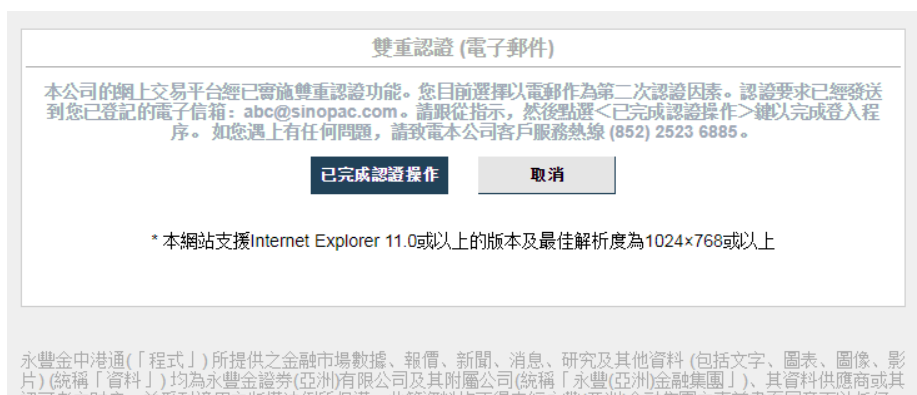 雙重認證 (電子郵件)
本公司的網上交易平台經已實施雙重認證功能。您目前選擇以電郵作為第二次認證因素。認證要求已經發送
到您已登記的電子信箱：abc@sinopac.com。請跟從指示，然後點選＜已完成認證操作＞鍵以完成登入程
序。 如您遇上有任何問題，請致電本公司客戶服務熱線 (852) 2523 6885。
已完成認證操作
取消
* 本網站支援Internet Explorer 11.0或以上的版本及最佳解析度為1024×768或以上
永豐金中港通(「程式」) 所提供之金融市場數據、報價、新聞、消息、研究及其他資料 (包括文字、圖表、圖像、影
片) (統稱「資料」) 均為永豐金證券(亞洲)有限公司及其附屬公司(統稱「永豐(亞洲)金融集團」)、其資料供應商或其